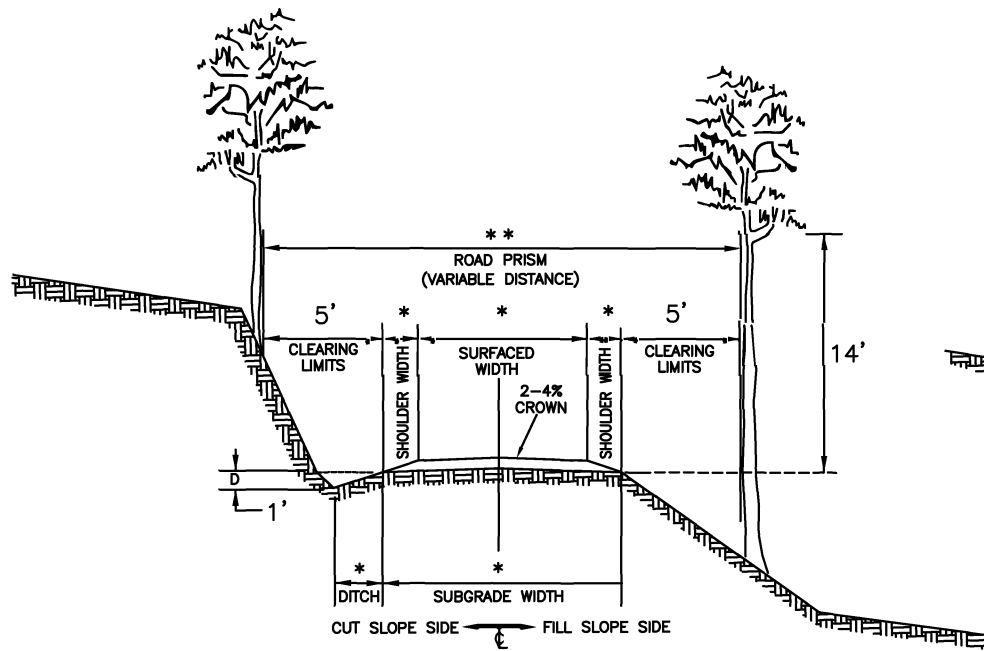 **
ROAD PRISM
(VARIABLE DISTANCE)
5' * * * 5'
CLEARING
LIMITS
SHOULDER WIDTH
SURFACED
WIDTH
SHOULDER WIDTH
CLEARING
LIMITS
14'
2-4%
CROWN
D
1'
* *
DITCH SUBGRADE WIDTH
CUT SLOPE SIDE ℄ FILL SLOPE SIDE